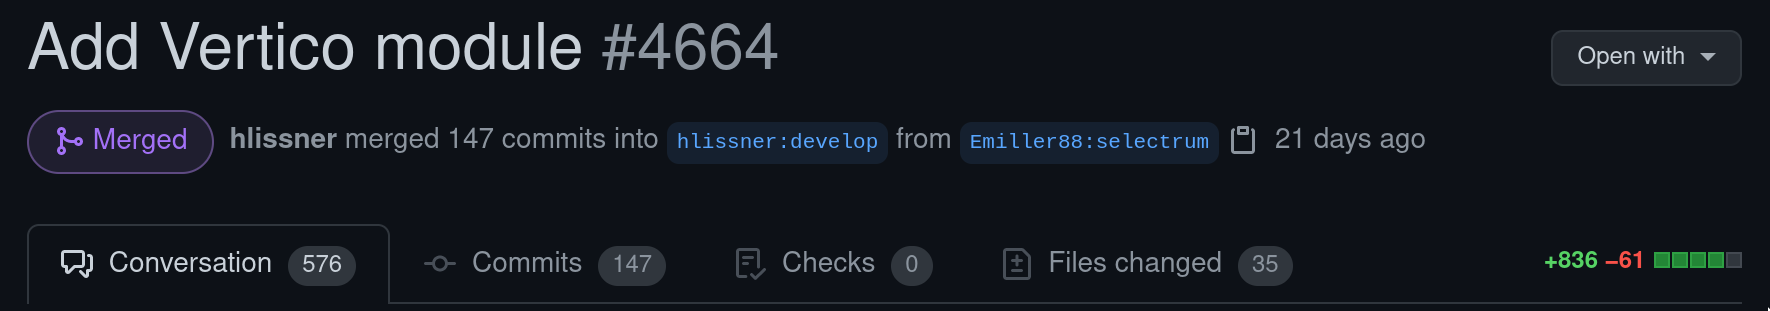 Add Vertico module #4664
Open with
Merged hlissner merged 147 commits into hlissner:develop from Emiller88:selectrum 21 days ago
Conversation 576 Commits 147 Checks 0 Files changed 35 +836 −61